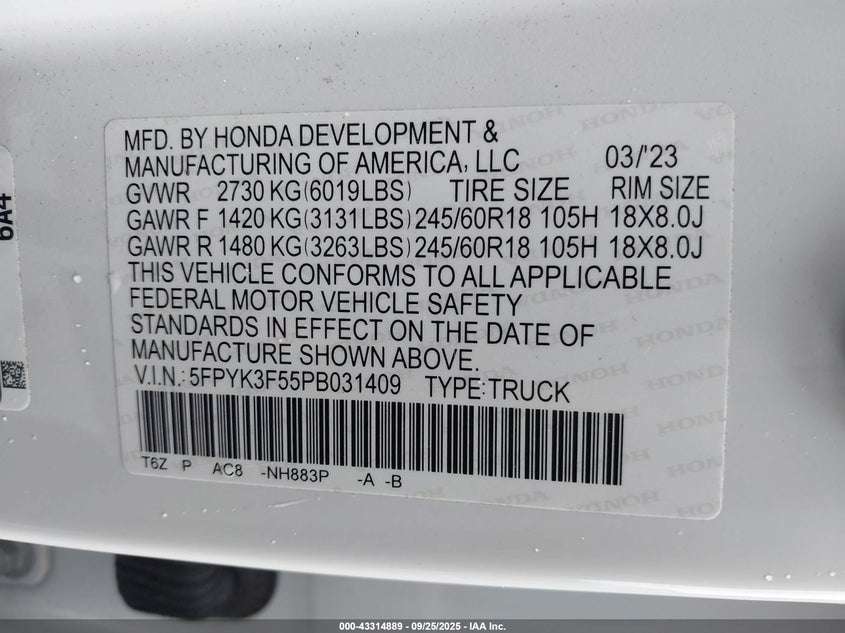 MFD. BY HONDA DEVELOPMENT &
MANUFACTURING OF AMERICA, LLC 03/'23
GVWR 2730 KG(6019LBS) TIRE SIZE RIM SIZE
GAWR F 1420 KG(3131LBS) 245/60R18 105H 18X8.0J
GAWR R 1480 KG(3263LBS) 245/60R18 105H 18X8.0J
THIS VEHICLE CONFORMS TO ALL APPLICABLE
FEDERAL MOTOR VEHICLE SAFETY
STANDARDS IN EFFECT ON THE DATE OF
MANUFACTURE SHOWN ABOVE.
V.I.N.: 5FPYK3F55PB031409 TYPE:TRUCK
T6Z P AC8 -NH883P -A -B
6A4
000-43314889 - 09/25/2025 - IAA Inc.